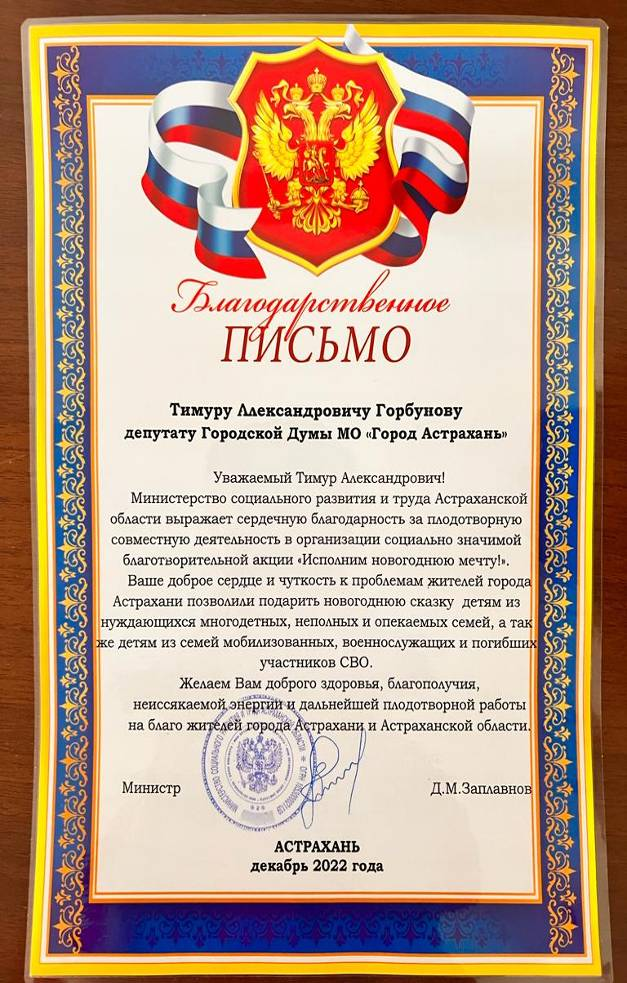 Благодарственное
ПИСЬМО
Тимуру Александровичу Горбунову
депутату Городской Думы МО «Город Астрахань»
Уважаемый Тимур Александрович!
Министерство социального развития и труда Астраханской
области выражает сердечную благодарность за плодотворную
совместную деятельность в организации социально значимой
благотворительной акции «Исполним новогоднюю мечту!».
Ваше доброе сердце и чуткость к проблемам жителей города
Астрахани позволили подарить новогоднюю сказку детям из
нуждающихся многодетных, неполных и опекаемых семей, а так
же детям из семей мобилизованных, военнослужащих и погибших
участников СВО.
Желаем Вам доброго здоровья, благополучия,
неиссякаемой энергии и дальнейшей плодотворной работы
на благо жителей города Астрахани и Астраханской области.
Министр Д.М.Заплавнов
АСТРАХАНЬ
декабрь 2022 года